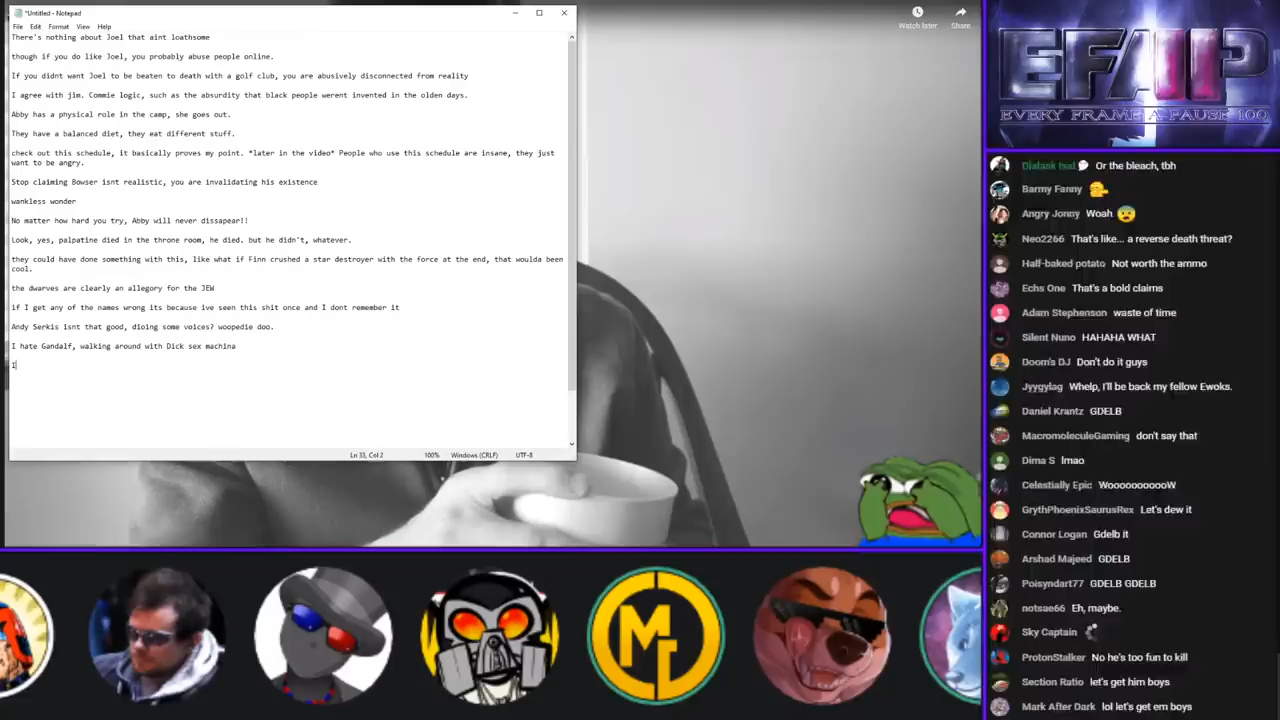 *Untitled - Notepad
File Edit Format View Help
There's nothing about Joel that aint loathsome
though if you do like Joel, you probably abuse people online.
If you didnt want Joel to be beaten to death with a golf club, you are abusively disconnected from reality
I agree with jim. Commie logic, such as the absurdity that black people werent invented in the olden days.
Abby has a physical role in the camp, she goes out.
They have a balanced diet, they eat different stuff.
check out this schedule, it basically proves my point. *later in the video* People who use this schedule are insane, they just
want to be angry.
Stop claiming Bowser isnt realistic, you are invalidating his existence
wankless wonder
No matter how hard you try, Abby will never dissapear!!
Look, yes, palpatine died in the throne room, he died. but he didn't, whatever.
they could have done something with this, like what if Finn crushed a star destroyer with the force at the end, that woulda been
cool.
the dwarves are clearly an allegory for the JEW
if I get any of the names wrong its because ive seen this shit once and I dont remember it
Andy Serkis isnt that good, dioing some voices? woopedie doo.
I hate Gandalf, walking around with Dick sex machina
I
Ln 33, Col 2 100% Windows (CRLF) UTF-8
Watch later Share
EFAP
EVERY FRAME A PAUSE 100
Dialask Isal Or the bleach, tbh
Barmy Fanny
Angry Jonny Woah
Neo2266 That's like... a reverse death threat?
Half-baked potato Not worth the ammo
Echs One That's a bold claims
Adam Stephenson waste of time
Silent Nuno HAHAHA WHAT
Doom's DJ Don't do it guys
Jyygylag Whelp, I'll be back my fellow Ewoks.
Daniel Krantz GDELB
MacromoleculeGaming don't say that
Dima S lmao
Celestially Epic WooooooooooW
GrythPhoenixSaurusRex Let's dew it
Connor Logan Gdelb it
Arshad Majeed GDELB
Poisyndart77 GDELB GDELB
notsae66 Eh, maybe.
Sky Captain
ProtonStalker No he's too fun to kill
Section Ratio let's get him boys
Mark After Dark lol let's get em boys